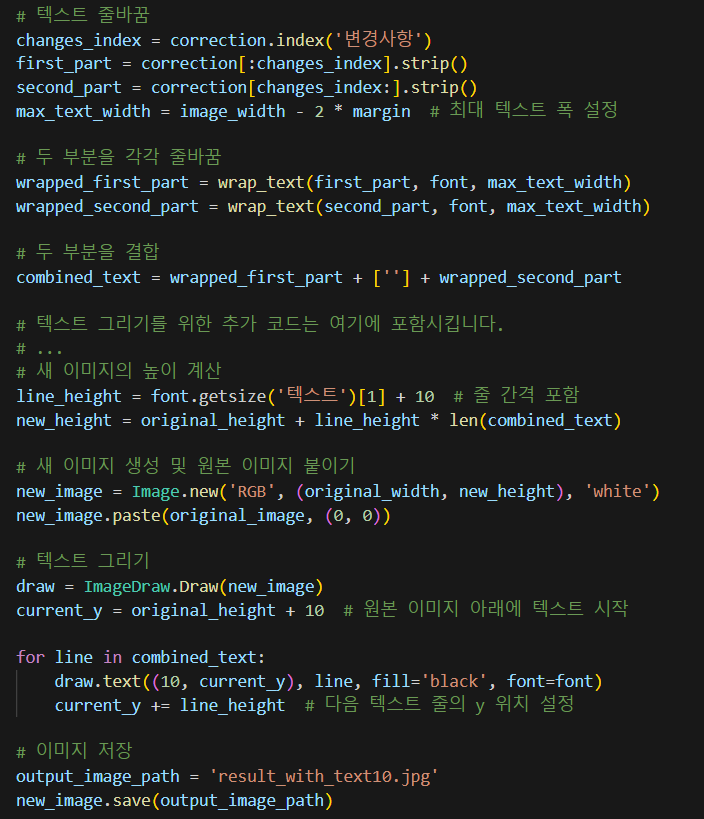 # 텍스트 줄바꿈
changes_index = correction.index('변경사항')
first_part = correction[:changes_index].strip()
second_part = correction[changes_index:].strip()
max_text_width = image_width - 2 * margin  # 최대 텍스트 폭 설정

# 두 부분을 각각 줄바꿈
wrapped_first_part = wrap_text(first_part, font, max_text_width)
wrapped_second_part = wrap_text(second_part, font, max_text_width)

# 두 부분을 결합
combined_text = wrapped_first_part + [''] + wrapped_second_part

# 텍스트 그리기를 위한 추가 코드는 여기에 포함시킵니다.
# ...
# 새 이미지의 높이 계산
line_height = font.getsize('텍스트')[1] + 10  # 줄 간격 포함
new_height = original_height + line_height * len(combined_text)

# 새 이미지 생성 및 원본 이미지 붙이기
new_image = Image.new('RGB', (original_width, new_height), 'white')
new_image.paste(original_image, (0, 0))

# 텍스트 그리기
draw = ImageDraw.Draw(new_image)
current_y = original_height + 10  # 원본 이미지 아래에 텍스트 시작

for line in combined_text:
    draw.text((10, current_y), line, fill='black', font=font)
    current_y += line_height  # 다음 텍스트 줄의 y 위치 설정

# 이미지 저장
output_image_path = 'result_with_text10.jpg'
new_image.save(output_image_path)